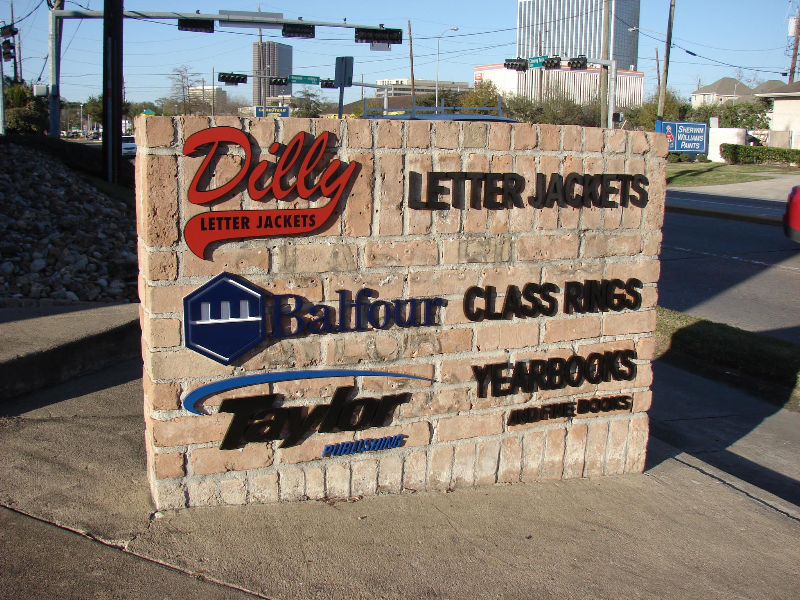 Dilly
LETTER JACKETS
LETTER JACKETS
Balfour
CLASS RINGS
Taylor
PUBLISHING
YEARBOOKS
AND FINE BOOKS
SHERWIN
WILLIAMS
PAINTS